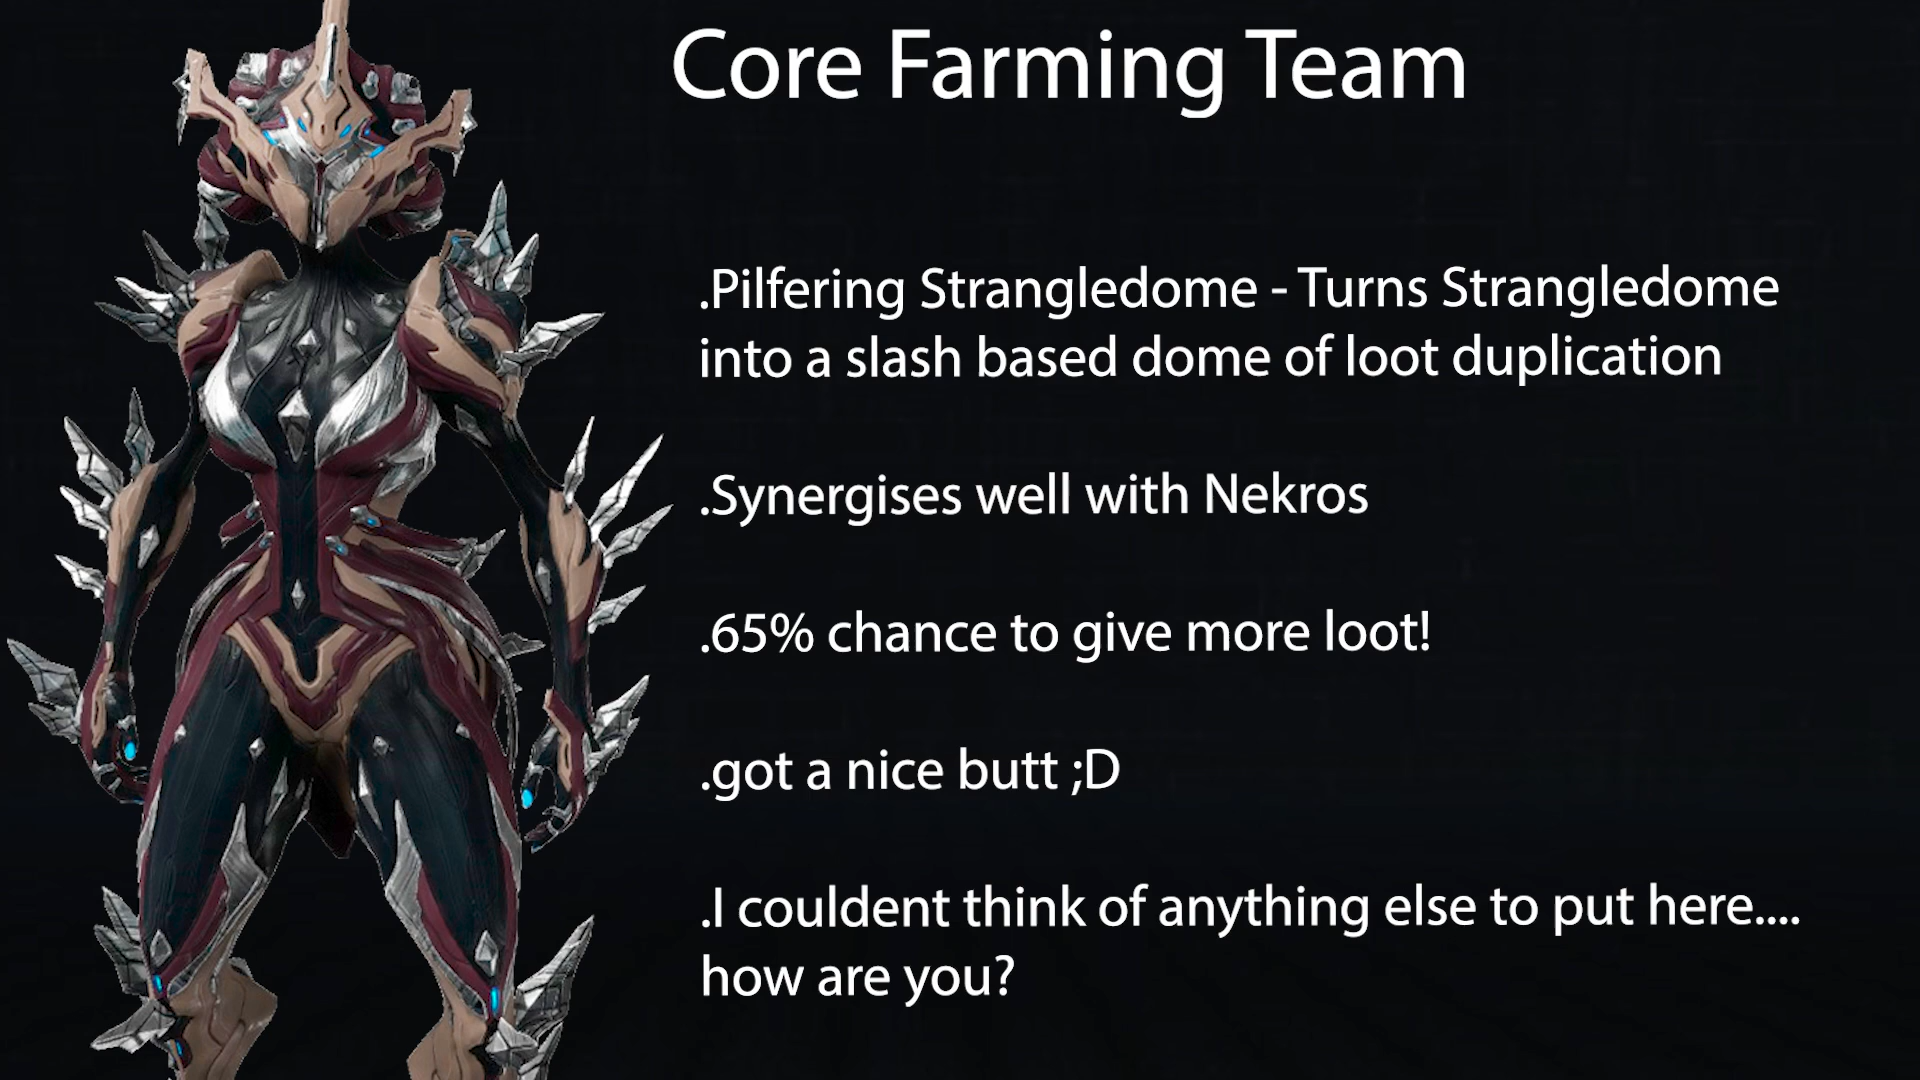 Core Farming Team
.Pilfering Strangledome - Turns Strangledome
into a slash based dome of loot duplication
.Synergises well with Nekros
.65% chance to give more loot!
.got a nice butt ;D
.I couldent think of anything else to put here....
how are you?